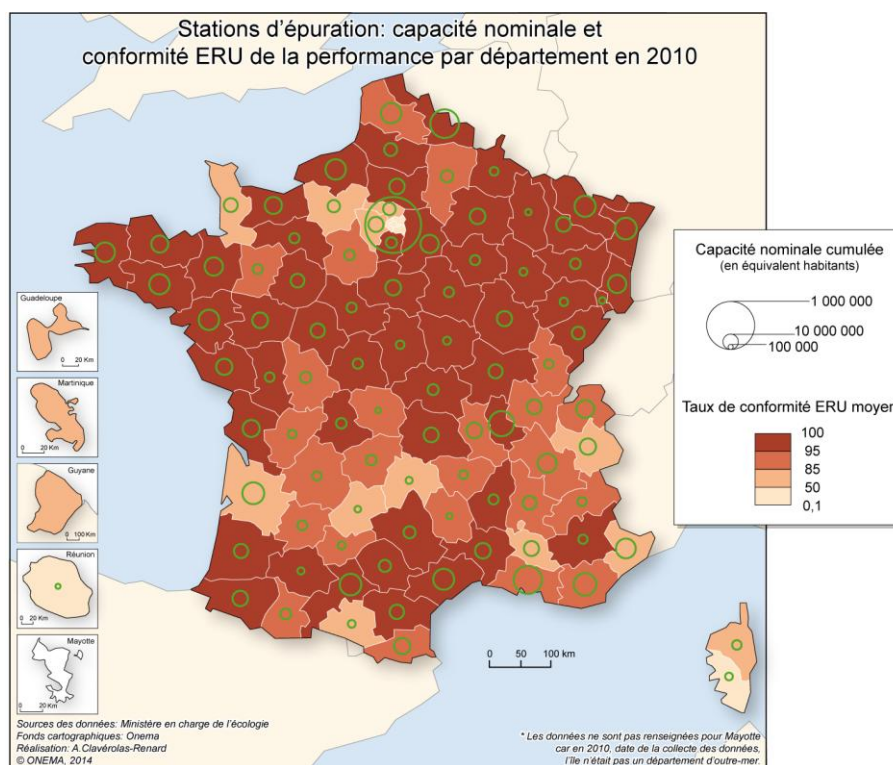 Stations d'épuration: capacité nominale et
conformité ERU de la performance par département en 2010
Guadeloupe
0 20 Km
Martinique
0 20 Km
Guyane
0 100 Km
Réunion
0 20 Km
Mayotte
0 20 Km
Capacité nominale cumulée
(en équivalent habitants)
1 000 000
10 000 000
100 000
Taux de conformité ERU moyen
100
95
85
50
0,1
0 50 100 km
Sources des données: Ministère en charge de l'écologie
Fonds cartographiques: Onema
Réalisation: A.Clavérolas-Renard
© ONEMA, 2014
* Les données ne sont pas renseignées pour Mayotte
car en 2010, date de la collecte des données,
l'île n'était pas un département d'outre-mer.